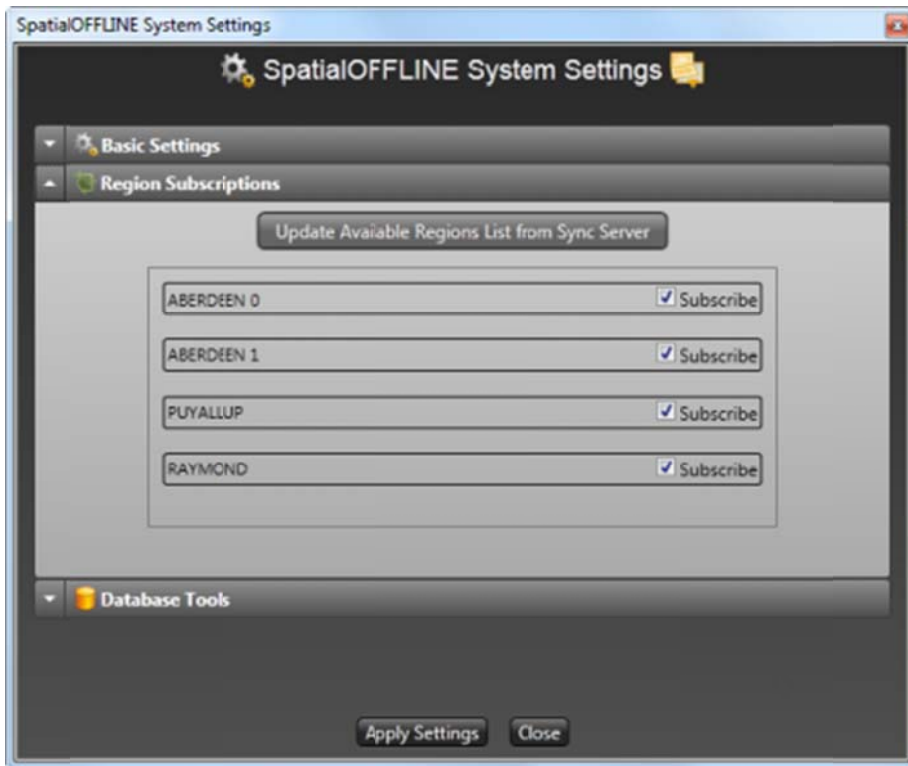 SpatialOFFLINE System Settings
SpatialOFFLINE System Settings
Basic Settings
Region Subscriptions
Update Available Regions List from Sync Server
ABERDEEN 0 Subscribe
ABERDEEN 1 Subscribe
PUYALLUP Subscribe
RAYMOND Subscribe
Database Tools
Apply Settings Close